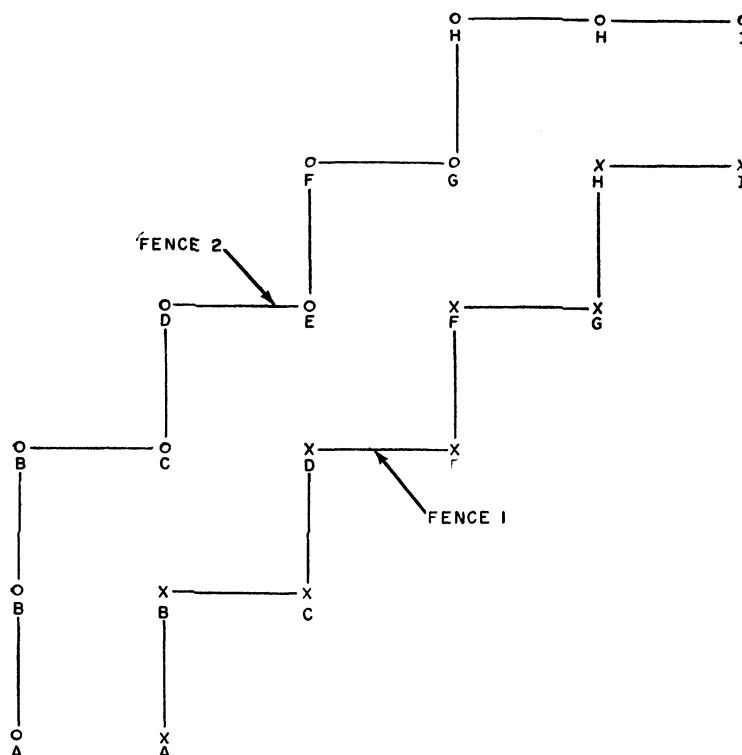 O O O
H H
O O X X
F G H
FENCE 2
O O X X
D E F G
O O X X
B C D
FENCE 1
O X X
B B C
O X
A A